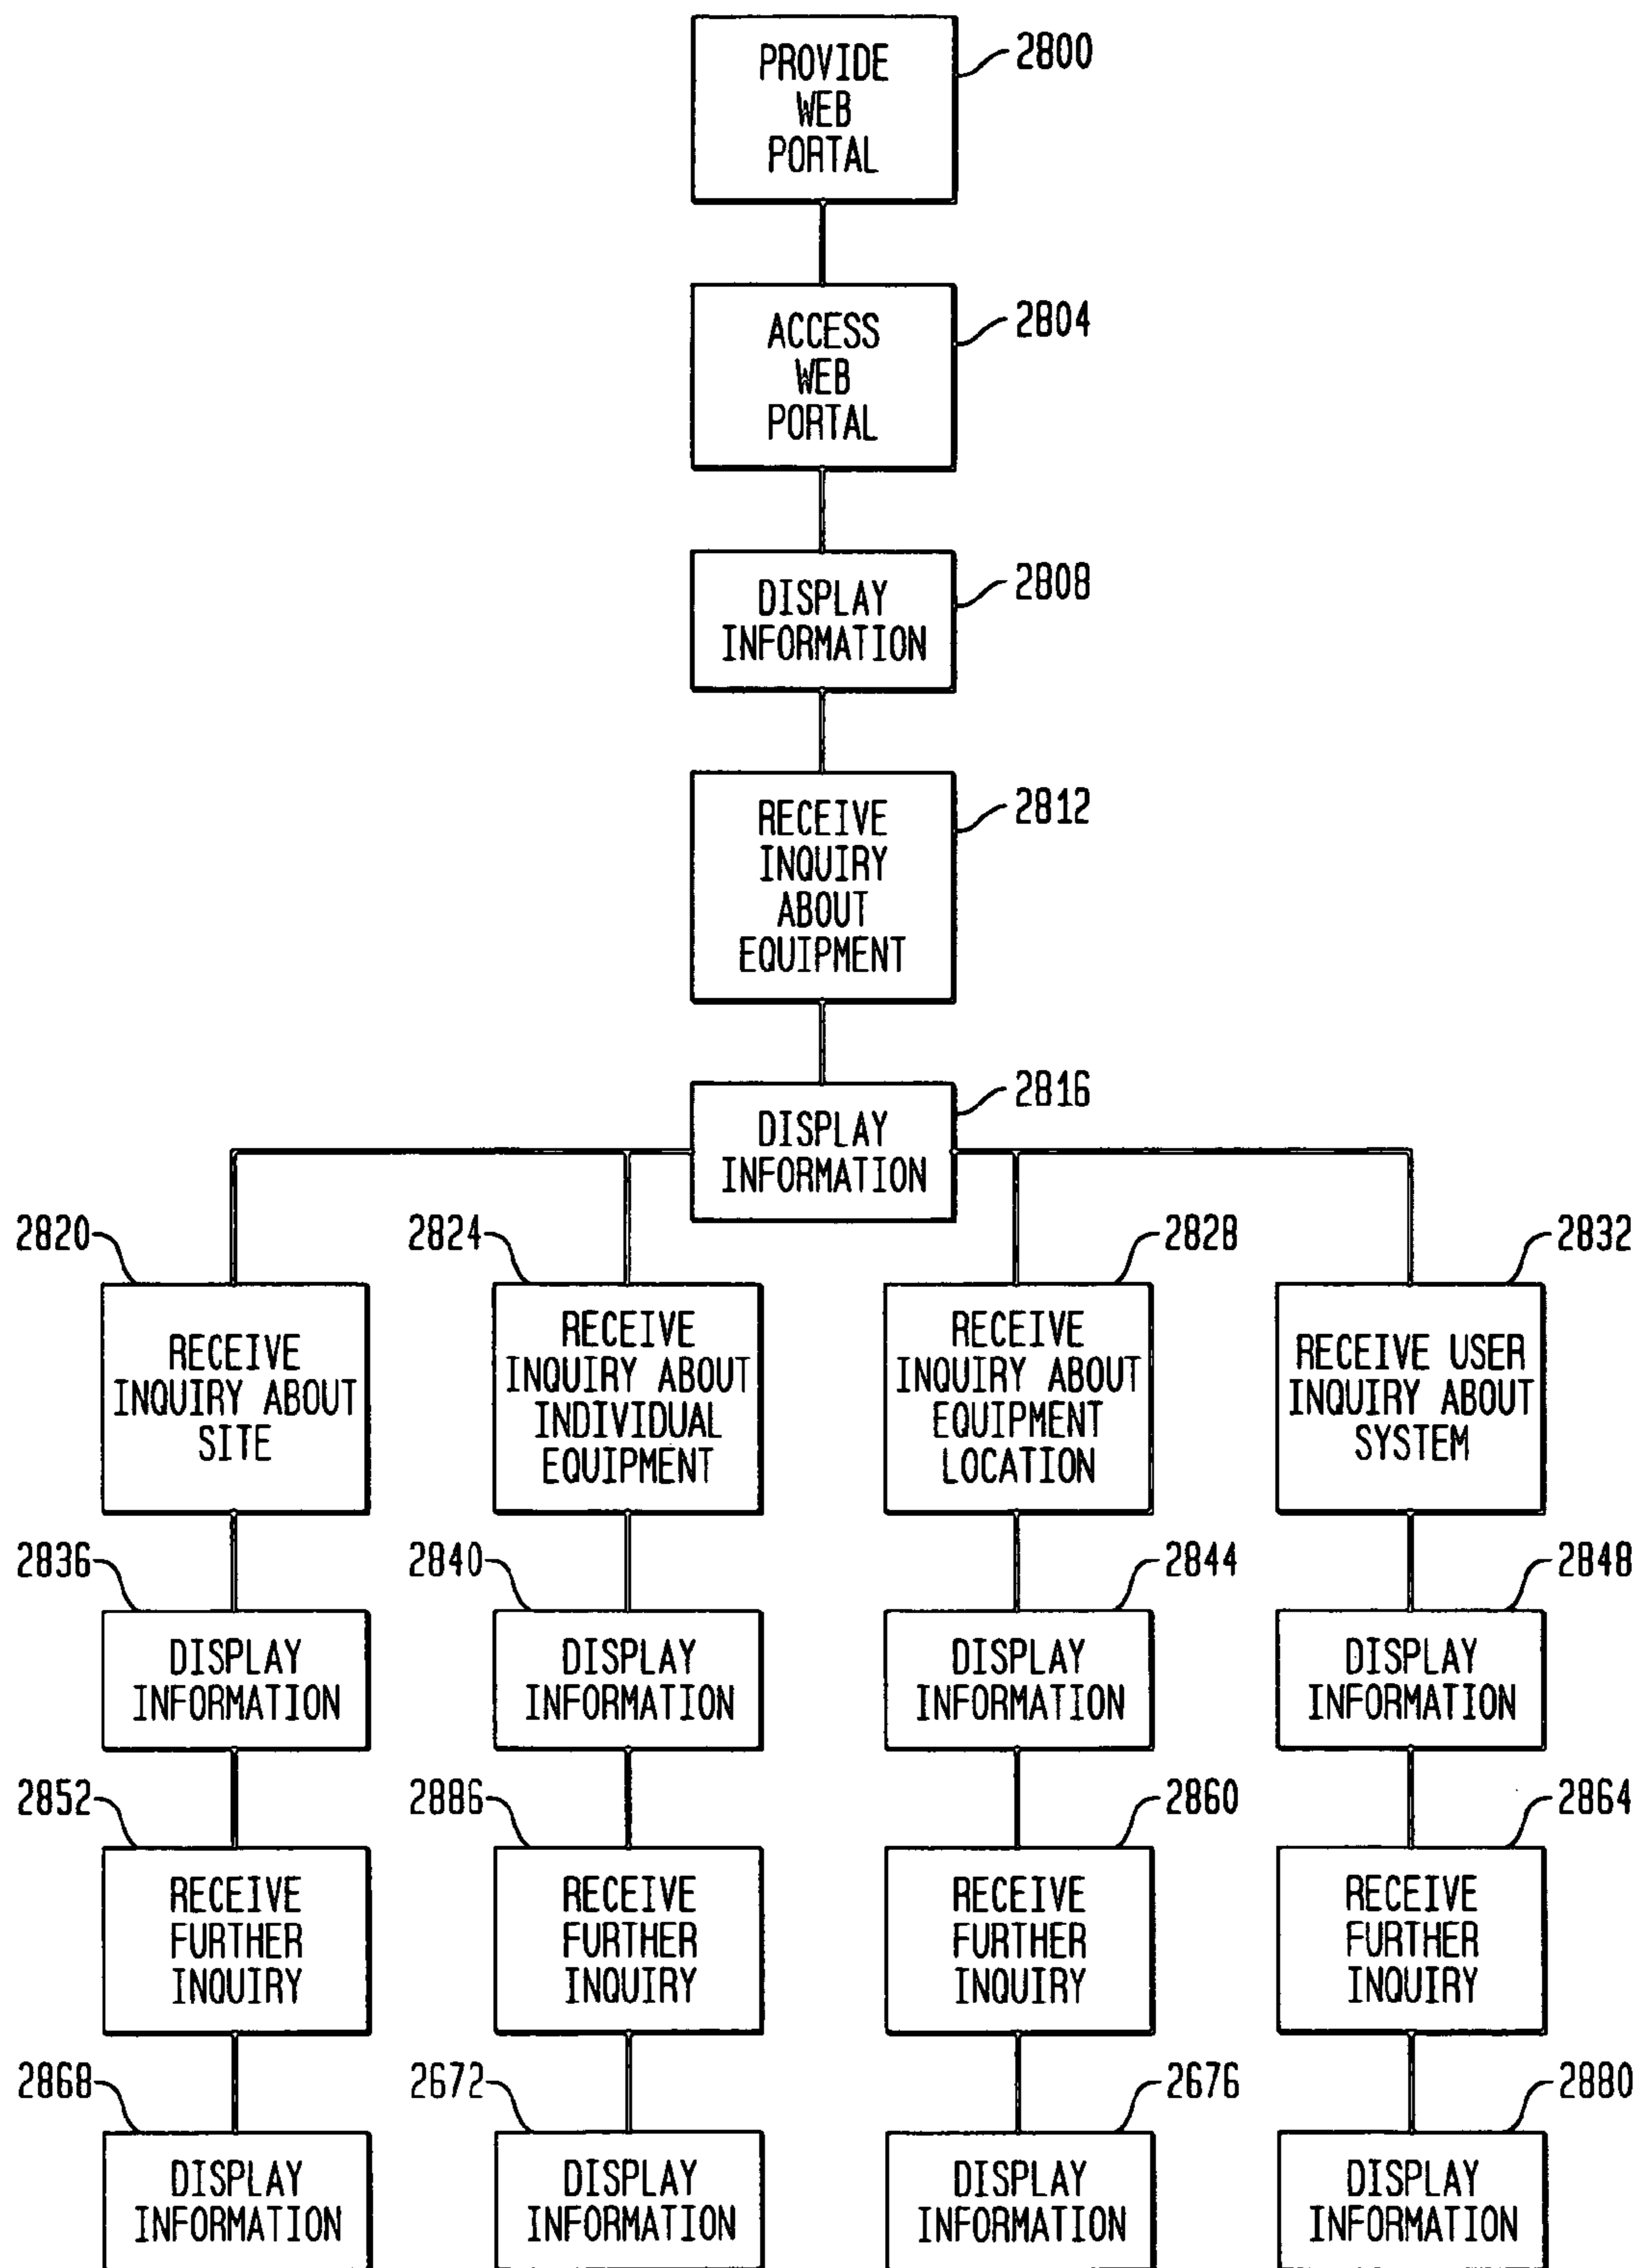 PROVIDE
WEB
PORTAL
2800
ACCESS
WEB
PORTAL
2804
DISPLAY
INFORMATION
2808
RECEIVE
INQUIRY
ABOUT
EQUIPMENT
2812
DISPLAY
INFORMATION
2816
2820
RECEIVE
INQUIRY ABOUT
SITE
2824
RECEIVE
INQUIRY ABOUT
INDIVIDUAL
EQUIPMENT
2828
RECEIVE
INQUIRY ABOUT
EQUIPMENT
LOCATION
2832
RECEIVE USER
INQUIRY ABOUT
SYSTEM
2836
DISPLAY
INFORMATION
2840
DISPLAY
INFORMATION
2844
DISPLAY
INFORMATION
2848
DISPLAY
INFORMATION
2852
RECEIVE
FURTHER
INQUIRY
2886
RECEIVE
FURTHER
INQUIRY
2860
RECEIVE
FURTHER
INQUIRY
2864
RECEIVE
FURTHER
INQUIRY
2868
DISPLAY
INFORMATION
2672
DISPLAY
INFORMATION
2676
DISPLAY
INFORMATION
2880
DISPLAY
INFORMATION